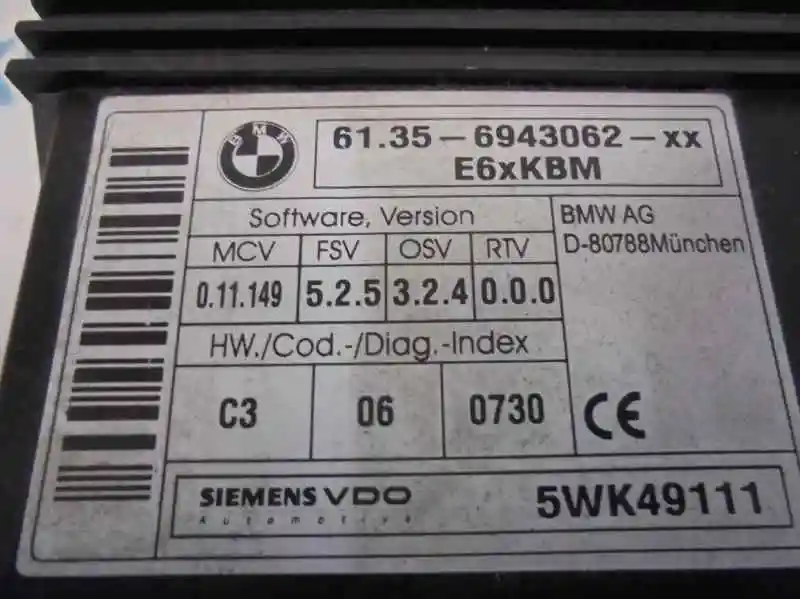 BMW
61.35-6943062-xx
E6xKBM
Software, Version
BMW AG
D-80788München
MCV FSV OSV RTV
0.11.149 5.2.5 3.2.4 0.0.0
HW./Cod.-/Diag.-Index
C3 06 0730
CE
SIEMENS VDO
Automotive
5WK49111